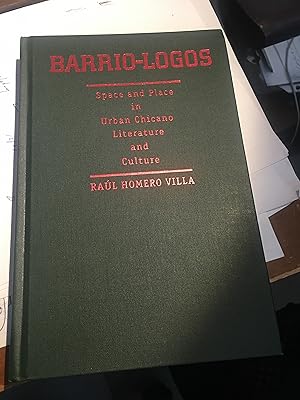 BARRIO-LOGOS
Space and Place
in
Urban Chicano
Literature
and
Culture
RAÚL HOMERO VILLA